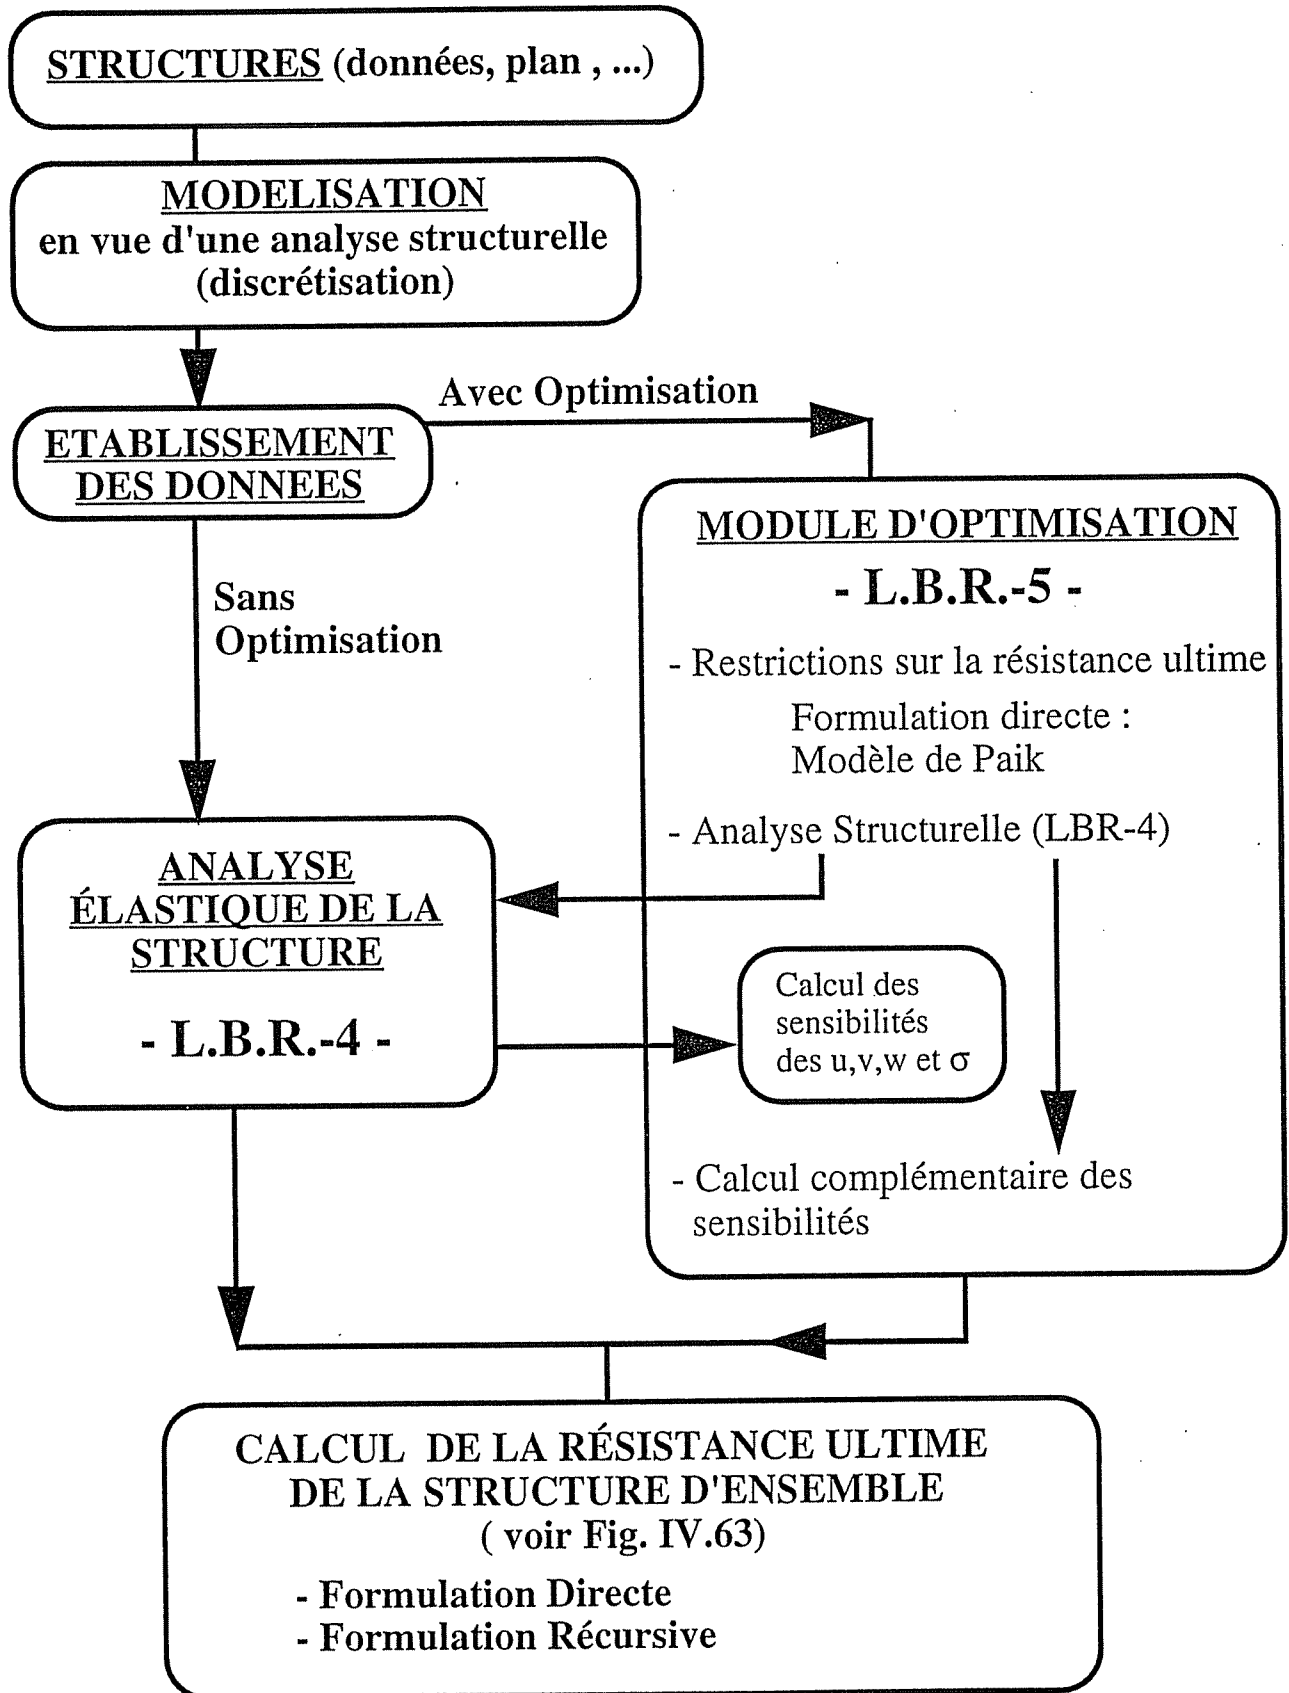 STRUCTURES (données, plan , ...)
MODELISATION
en vue d'une analyse structurelle
(discrétisation)
Avec Optimisation
ETABLISSEMENT
DES DONNEES
Sans
Optimisation
MODULE D'OPTIMISATION
- L.B.R.-5 -
- Restrictions sur la résistance ultime
Formulation directe :
Modèle de Paik
- Analyse Structurelle (LBR-4)
ANALYSE
ÉLASTIQUE DE LA
STRUCTURE
- L.B.R.-4 -
Calcul des
sensibilités
des u,v,w et σ
- Calcul complémentaire des
sensibilités
CALCUL DE LA RÉSISTANCE ULTIME
DE LA STRUCTURE D'ENSEMBLE
( voir Fig. IV.63)
- Formulation Directe
- Formulation Récursive